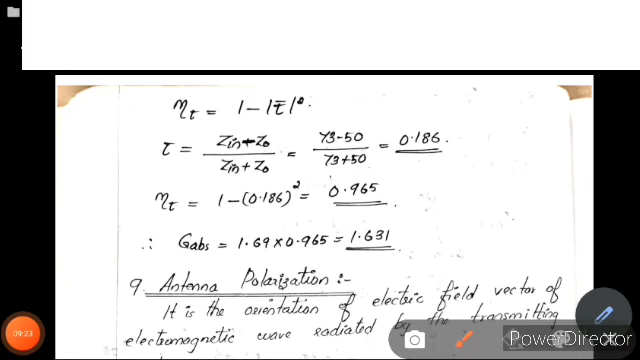 ητ = 1 - |τ|².
τ = Zin - Z0 / Zin + Z0 = 73-50 / 73+50 = 0.186.
ητ = 1-(0.186)² = 0.965.
∴ Gabs = 1.69 × 0.965 = 1.631
9. Antenna Polarization :-
It is the orientation of electric field vector of
electromagnetic wave radiated by the transmitting
09:23
PowerDirector